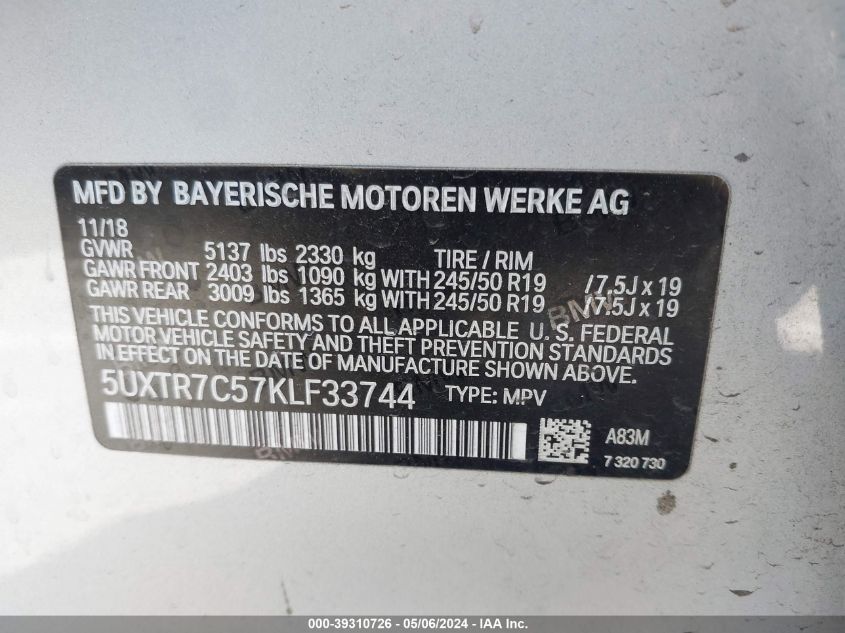 MFD BY BAYERISCHE MOTOREN WERKE AG
11/18
GVWR 5137 lbs 2330 kg TIRE / RIM
GAWR FRONT 2403 lbs 1090 kg WITH 245/50 R19 /7.5J x 19
GAWR REAR 3009 lbs 1365 kg WITH 245/50 R19 /7.5J x 19
THIS VEHICLE CONFORMS TO ALL APPLICABLE U. S. FEDERAL
MOTOR VEHICLE SAFETY AND THEFT PREVENTION STANDARDS
IN EFFECT ON THE DATE OF MANUFACTURE SHOWN ABOVE.
5UXTR7C57KLF33744 TYPE: MPV
A83M
7 320 730
000-39310726 - 05/06/2024 - IAA Inc.